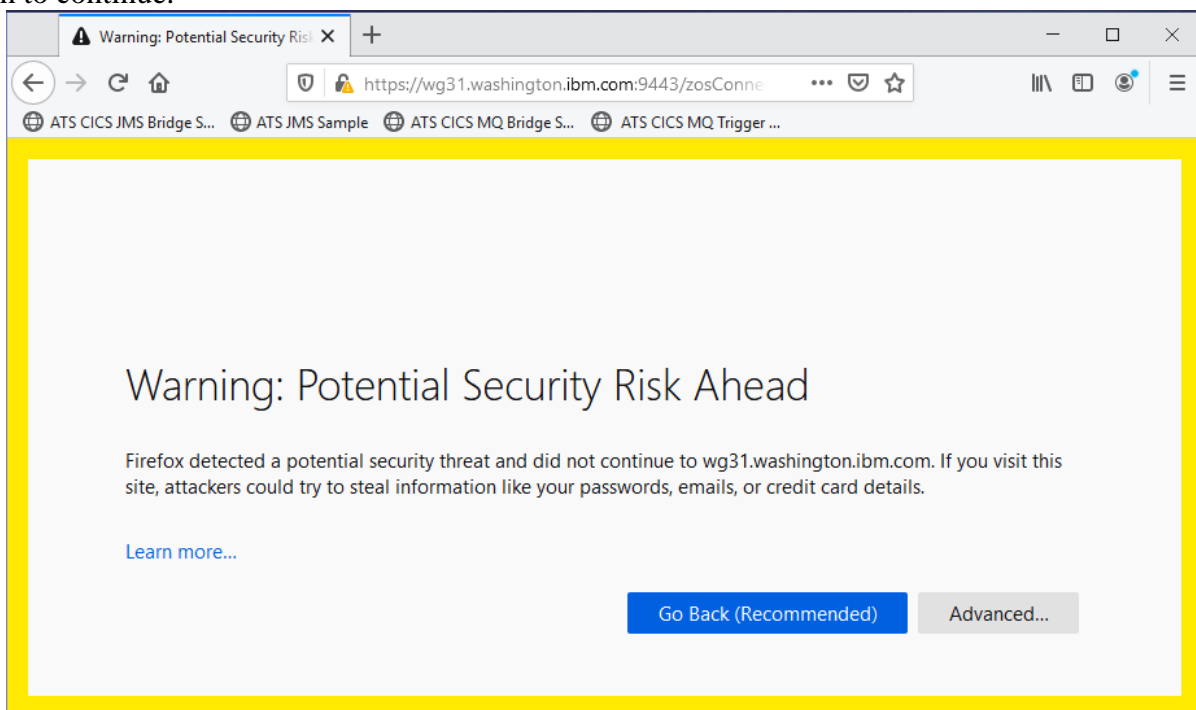 to continue.
Warning: Potential Security Ris
https://wg31.washington.ibm.com:9443/zosConne
ATS CICS JMS Bridge S... ATS JMS Sample ATS CICS MQ Bridge S... ATS CICS MQ Trigger ...
Warning: Potential Security Risk Ahead
Firefox detected a potential security threat and did not continue to wg31.washington.ibm.com. If you visit this
site, attackers could try to steal information like your passwords, emails, or credit card details.
Learn more...
Go Back (Recommended) Advanced...